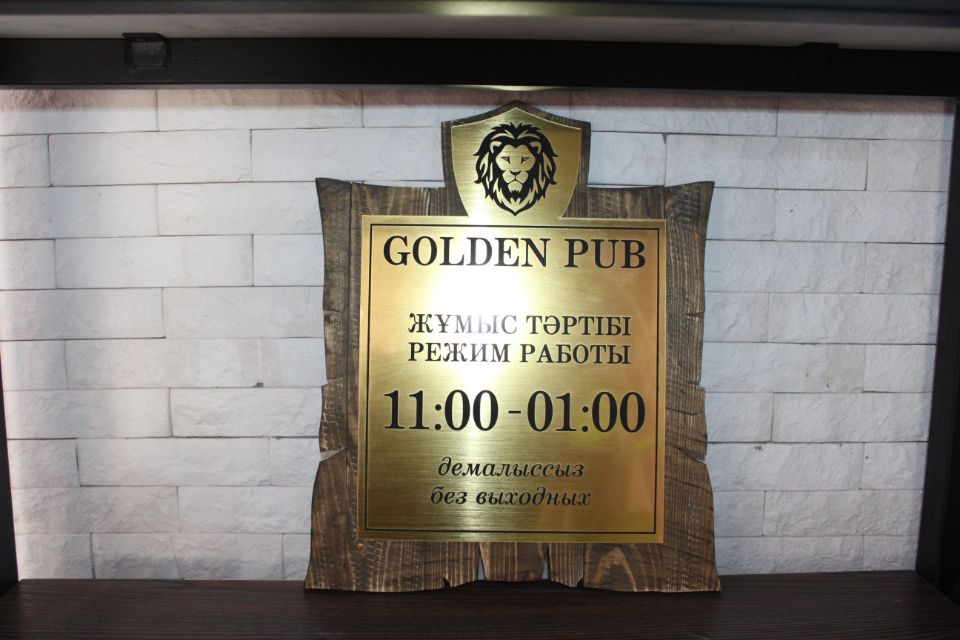 GOLDEN PUB
ЖҰМЫС ТӘРТІБІ
РЕЖИМ РАБОТЫ
11:00 - 01:00
демалыссыз
без выходных